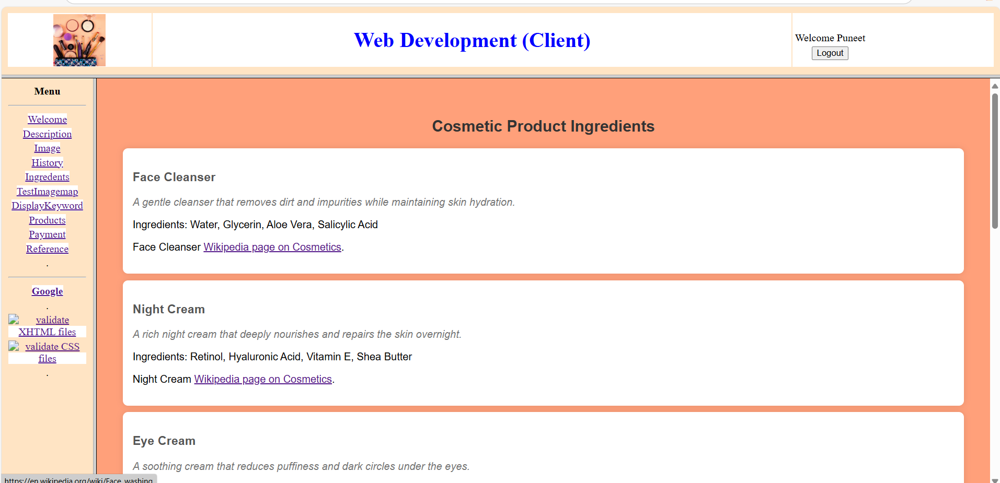 Web Development (Client)
Welcome Puneet
Logout
Menu
Welcome
Description
Image
History
Ingredents
TestImagemap
DisplayKeyword
Products
Payment
Reference
.
Google
.
validate
XHTML files
validate CSS
files
.
Cosmetic Product Ingredients
Face Cleanser
A gentle cleanser that removes dirt and impurities while maintaining skin hydration.
Ingredients: Water, Glycerin, Aloe Vera, Salicylic Acid
Face Cleanser Wikipedia page on Cosmetics.
Night Cream
A rich night cream that deeply nourishes and repairs the skin overnight.
Ingredients: Retinol, Hyaluronic Acid, Vitamin E, Shea Butter
Night Cream Wikipedia page on Cosmetics.
Eye Cream
A soothing cream that reduces puffiness and dark circles under the eyes.
https://en.wikipedia.org/wiki/Face_washing